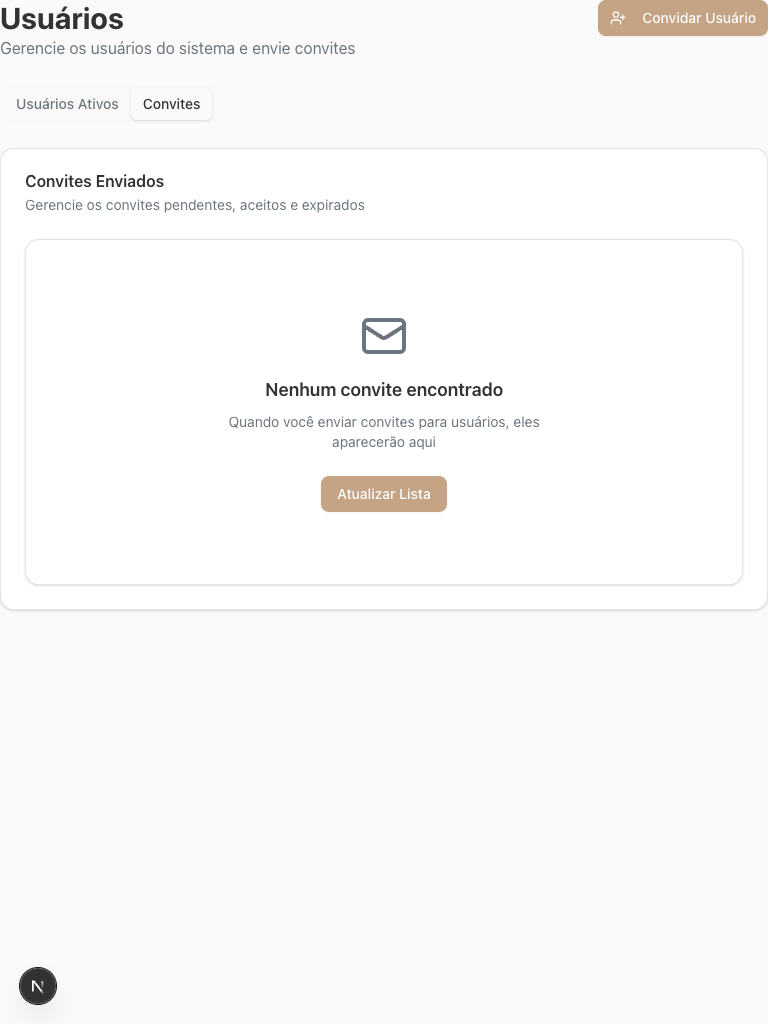 Usuários
Convidar Usuário
Gerencie os usuários do sistema e envie convites
Usuários Ativos
Convites
Convites Enviados
Gerencie os convites pendentes, aceitos e expirados
Nenhum convite encontrado
Quando você enviar convites para usuários, eles
aparecerão aqui
Atualizar Lista
N